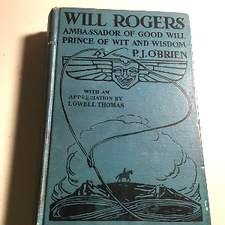 WILL ROGERS
AMBASSADOR OF GOOD WILL
PRINCE OF WIT AND WISDOM
P.J. O'BRIEN
WITH AN
APPRECIATION BY
LOWELL THOMAS